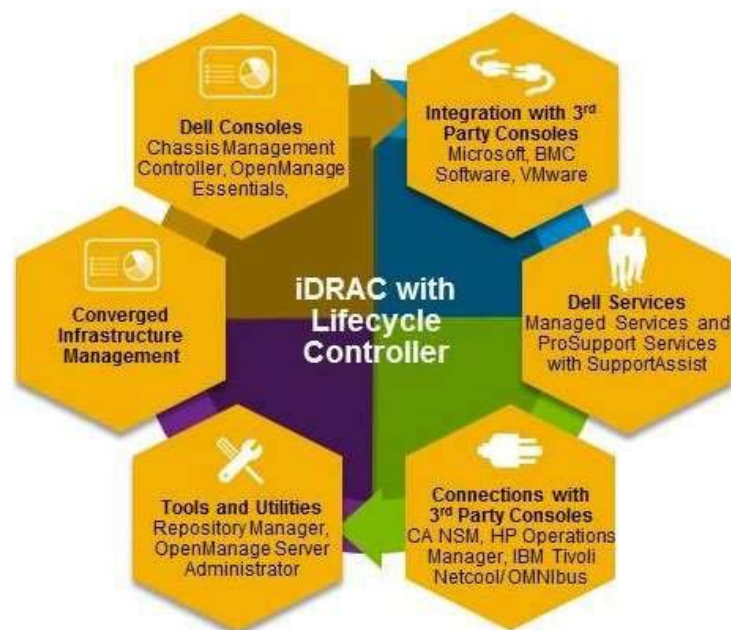 Dell Consoles
Chassis Management
Controller, OpenManage
Essentials,
Integration with 3rd
Party Consoles
Microsoft, BMC
Software, VMware
Converged
Infrastructure
Management
iDRAC with
Lifecycle
Controller
Dell Services
Managed Services and
ProSupport Services
with SupportAssist
Tools and Utilities
Repository Manager,
OpenManage Server
Administrator
Connections with
3rd Party Consoles
CA NSM, HP Operations
Manager, IBM Tivoli
Netcool/OMNIbus